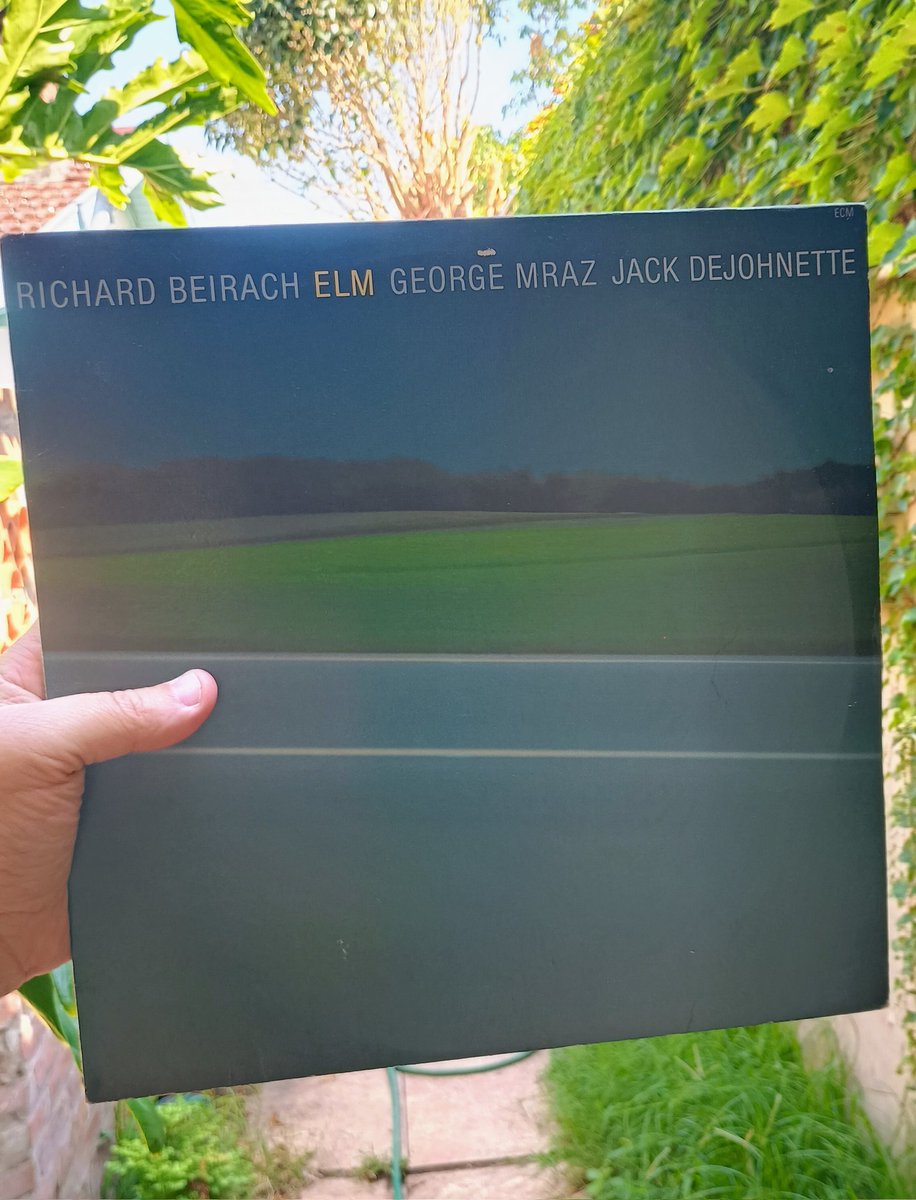 ECM
RICHARD BEIRACH ELM GEORGE MRAZ JACK DEJOHNETTE